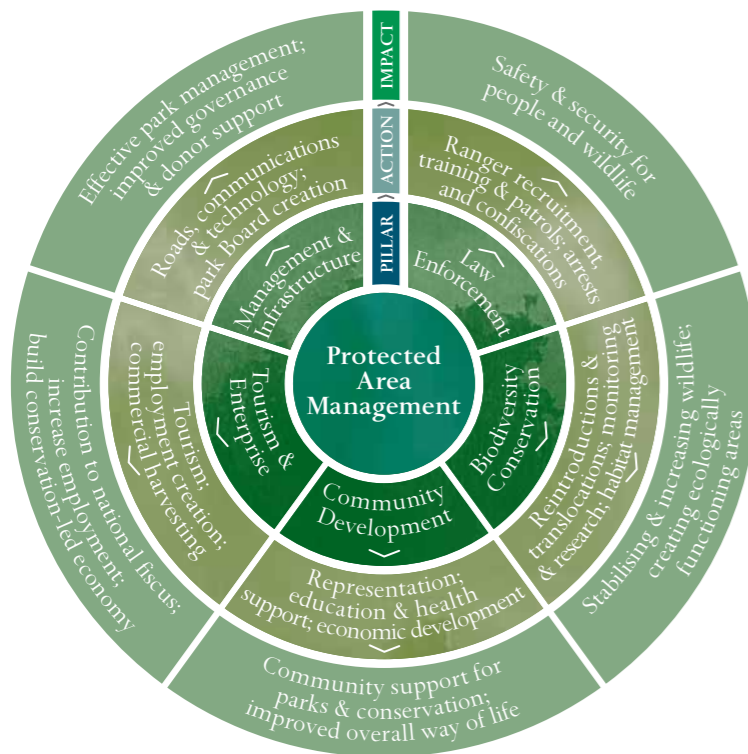 IMPACT
ACTION
PILLAR
Protected
Area
Management
Law
Enforcement
Ranger recruitment,
training & patrols; arrests
and confiscations
Safety & security for
people and wildlife
Biodiversity
Conservation
Reintroductions &
translocations; monitoring
& research; habitat management
Stabilising & increasing wildlife;
creating ecologically
functioning areas
Community
Development
Representation;
education & health
support; economic development
Community support for
parks & conservation;
improved overall way of life
Tourism &
Enterprise
Tourism;
employment creation;
commercial harvesting
Contribution to national fiscus;
increase employment;
build conservation-led economy
Management &
Infrastructure
Roads, communications
& technology;
park Board creation
Effective park management;
improved governance
& donor support